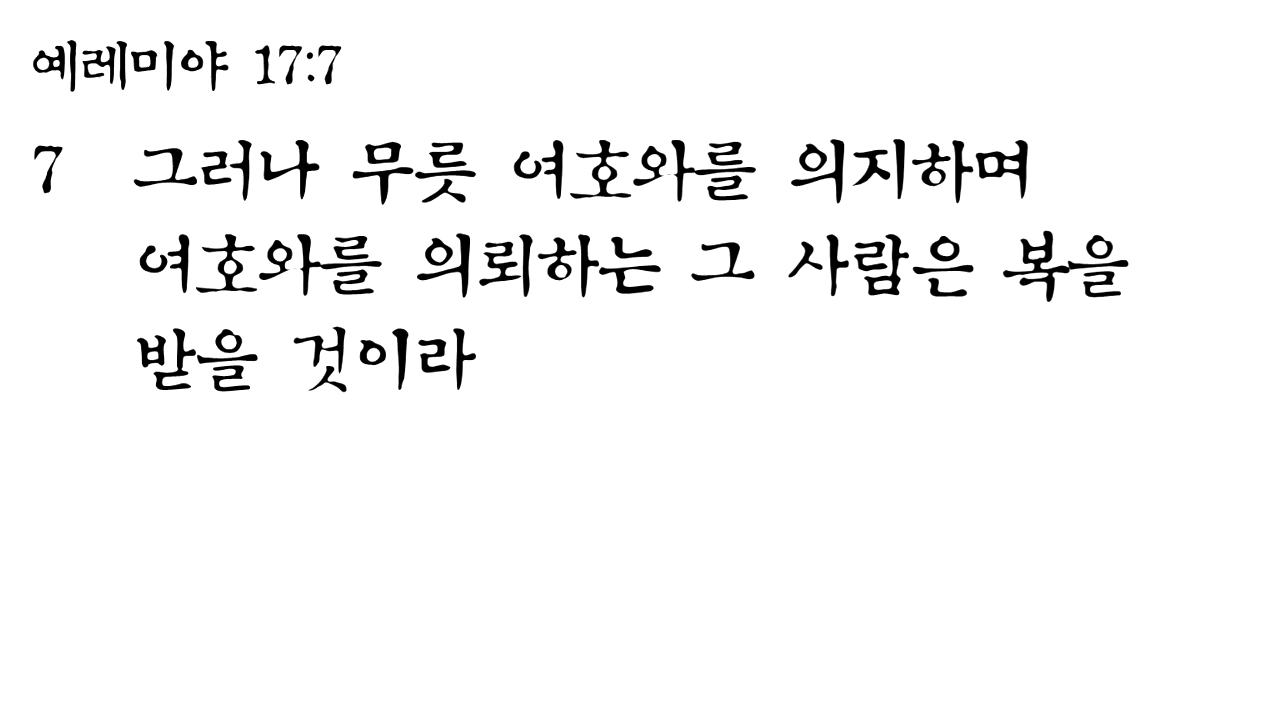 예레미야 17:7
7 그러나 무릇 여호와를 의지하며
여호와를 의뢰하는 그 사람은 복을
받을 것이라